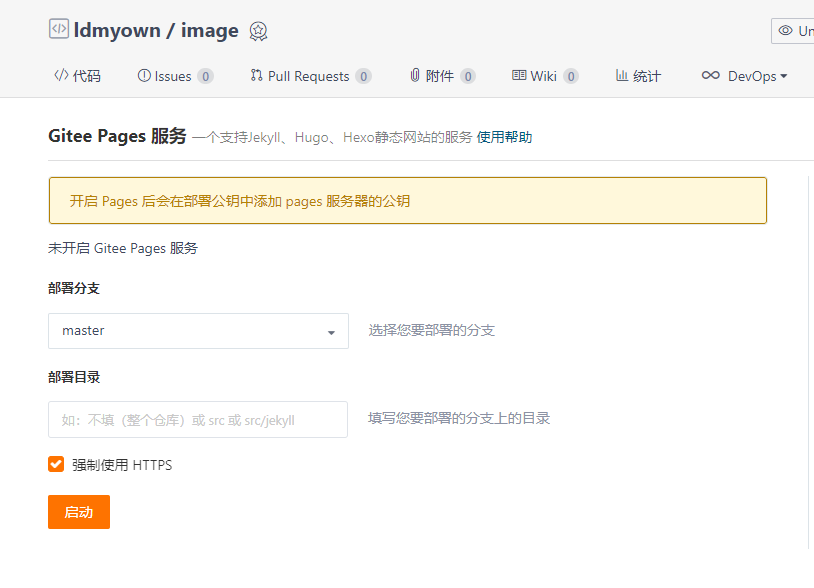 ldmyown / image
Un
代码 Issues 0 Pull Requests 0 附件 0 Wiki 0 统计 DevOps
Gitee Pages 服务 一个支持Jekyll、Hugo、Hexo静态网站的服务 使用帮助
开启 Pages 后会在部署公钥中添加 pages 服务器的公钥
未开启 Gitee Pages 服务
部署分支
master 选择您要部署的分支
部署目录
如：不填（整个仓库）或 src 或 src/jekyll 填写您要部署的分支上的目录
强制使用 HTTPS
启动